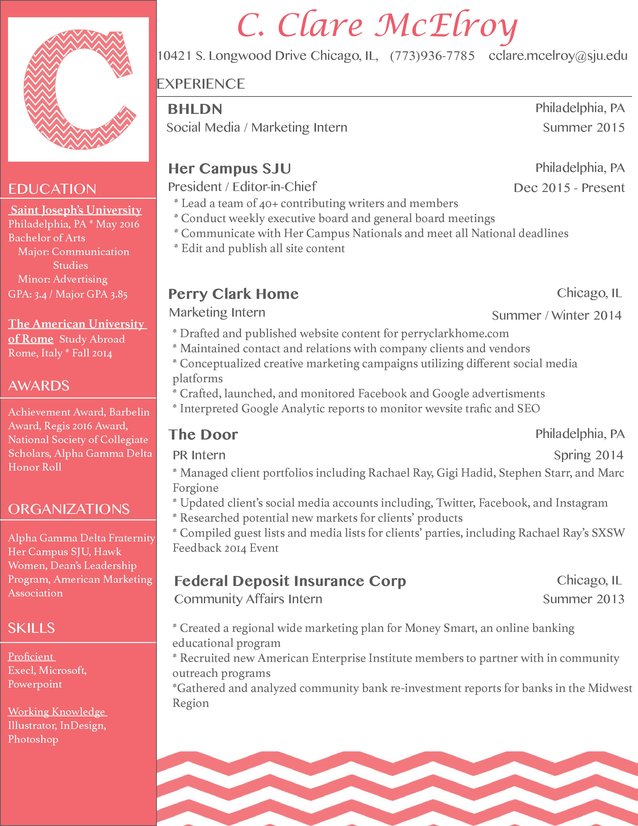 C. Clare McElroy
10421 S. Longwood Drive Chicago, IL, (773)936-7785 cclare.mcelroy@sju.edu
C
EDUCATION
Saint Joseph's University
Philadelphia, PA * May 2016
Bachelor of Arts
Major: Communication
Studies
Minor: Advertising
GPA: 3.4 / Major GPA 3.85
The American University
of Rome Study Abroad
Rome, Italy * Fall 2014
AWARDS
Achievement Award, Barbelin
Award, Regis 2016 Award,
National Society of Collegiate
Scholars, Alpha Gamma Delta
Honor Roll
ORGANIZATIONS
Alpha Gamma Delta Fraternity
Her Campus SJU, Hawk
Women, Dean's Leadership
Program, American Marketing
Association
SKILLS
Proficient
Execl, Microsoft,
Powerpoint
Working Knowledge
Illustrator, InDesign,
Photoshop
EXPERIENCE
BHLDN Philadelphia, PA
Social Media / Marketing Intern Summer 2015
Her Campus SJU Philadelphia, PA
President / Editor-in-Chief Dec 2015 - Present
* Lead a team of 40+ contributing writers and members
* Conduct weekly executive board and general board meetings
* Communicate with Her Campus Nationals and meet all National deadlines
* Edit and publish all site content
Perry Clark Home Chicago, IL
Marketing Intern Summer / Winter 2014
* Drafted and published website content for perryclarkhome.com
* Maintained contact and relations with company clients and vendors
* Conceptualized creative marketing campaigns utilizing different social media
platforms
* Crafted, launched, and monitored Facebook and Google advertisments
* Interpreted Google Analytic reports to monitor wevsite trafic and SEO
The Door Philadelphia, PA
PR Intern Spring 2014
* Managed client portfolios including Rachael Ray, Gigi Hadid, Stephen Starr, and Marc
Forgione
* Updated client's social media accounts including, Twitter, Facebook, and Instagram
* Researched potential new markets for clients' products
* Compiled guest lists and media lists for clients' parties, including Rachael Ray's SXSW
Feedback 2014 Event
Federal Deposit Insurance Corp Chicago, IL
Community Affairs Intern Summer 2013
* Created a regional wide marketing plan for Money Smart, an online banking
educational program
* Recruited new American Enterprise Institute members to partner with in community
outreach programs
*Gathered and analyzed community bank re-investment reports for banks in the Midwest
Region